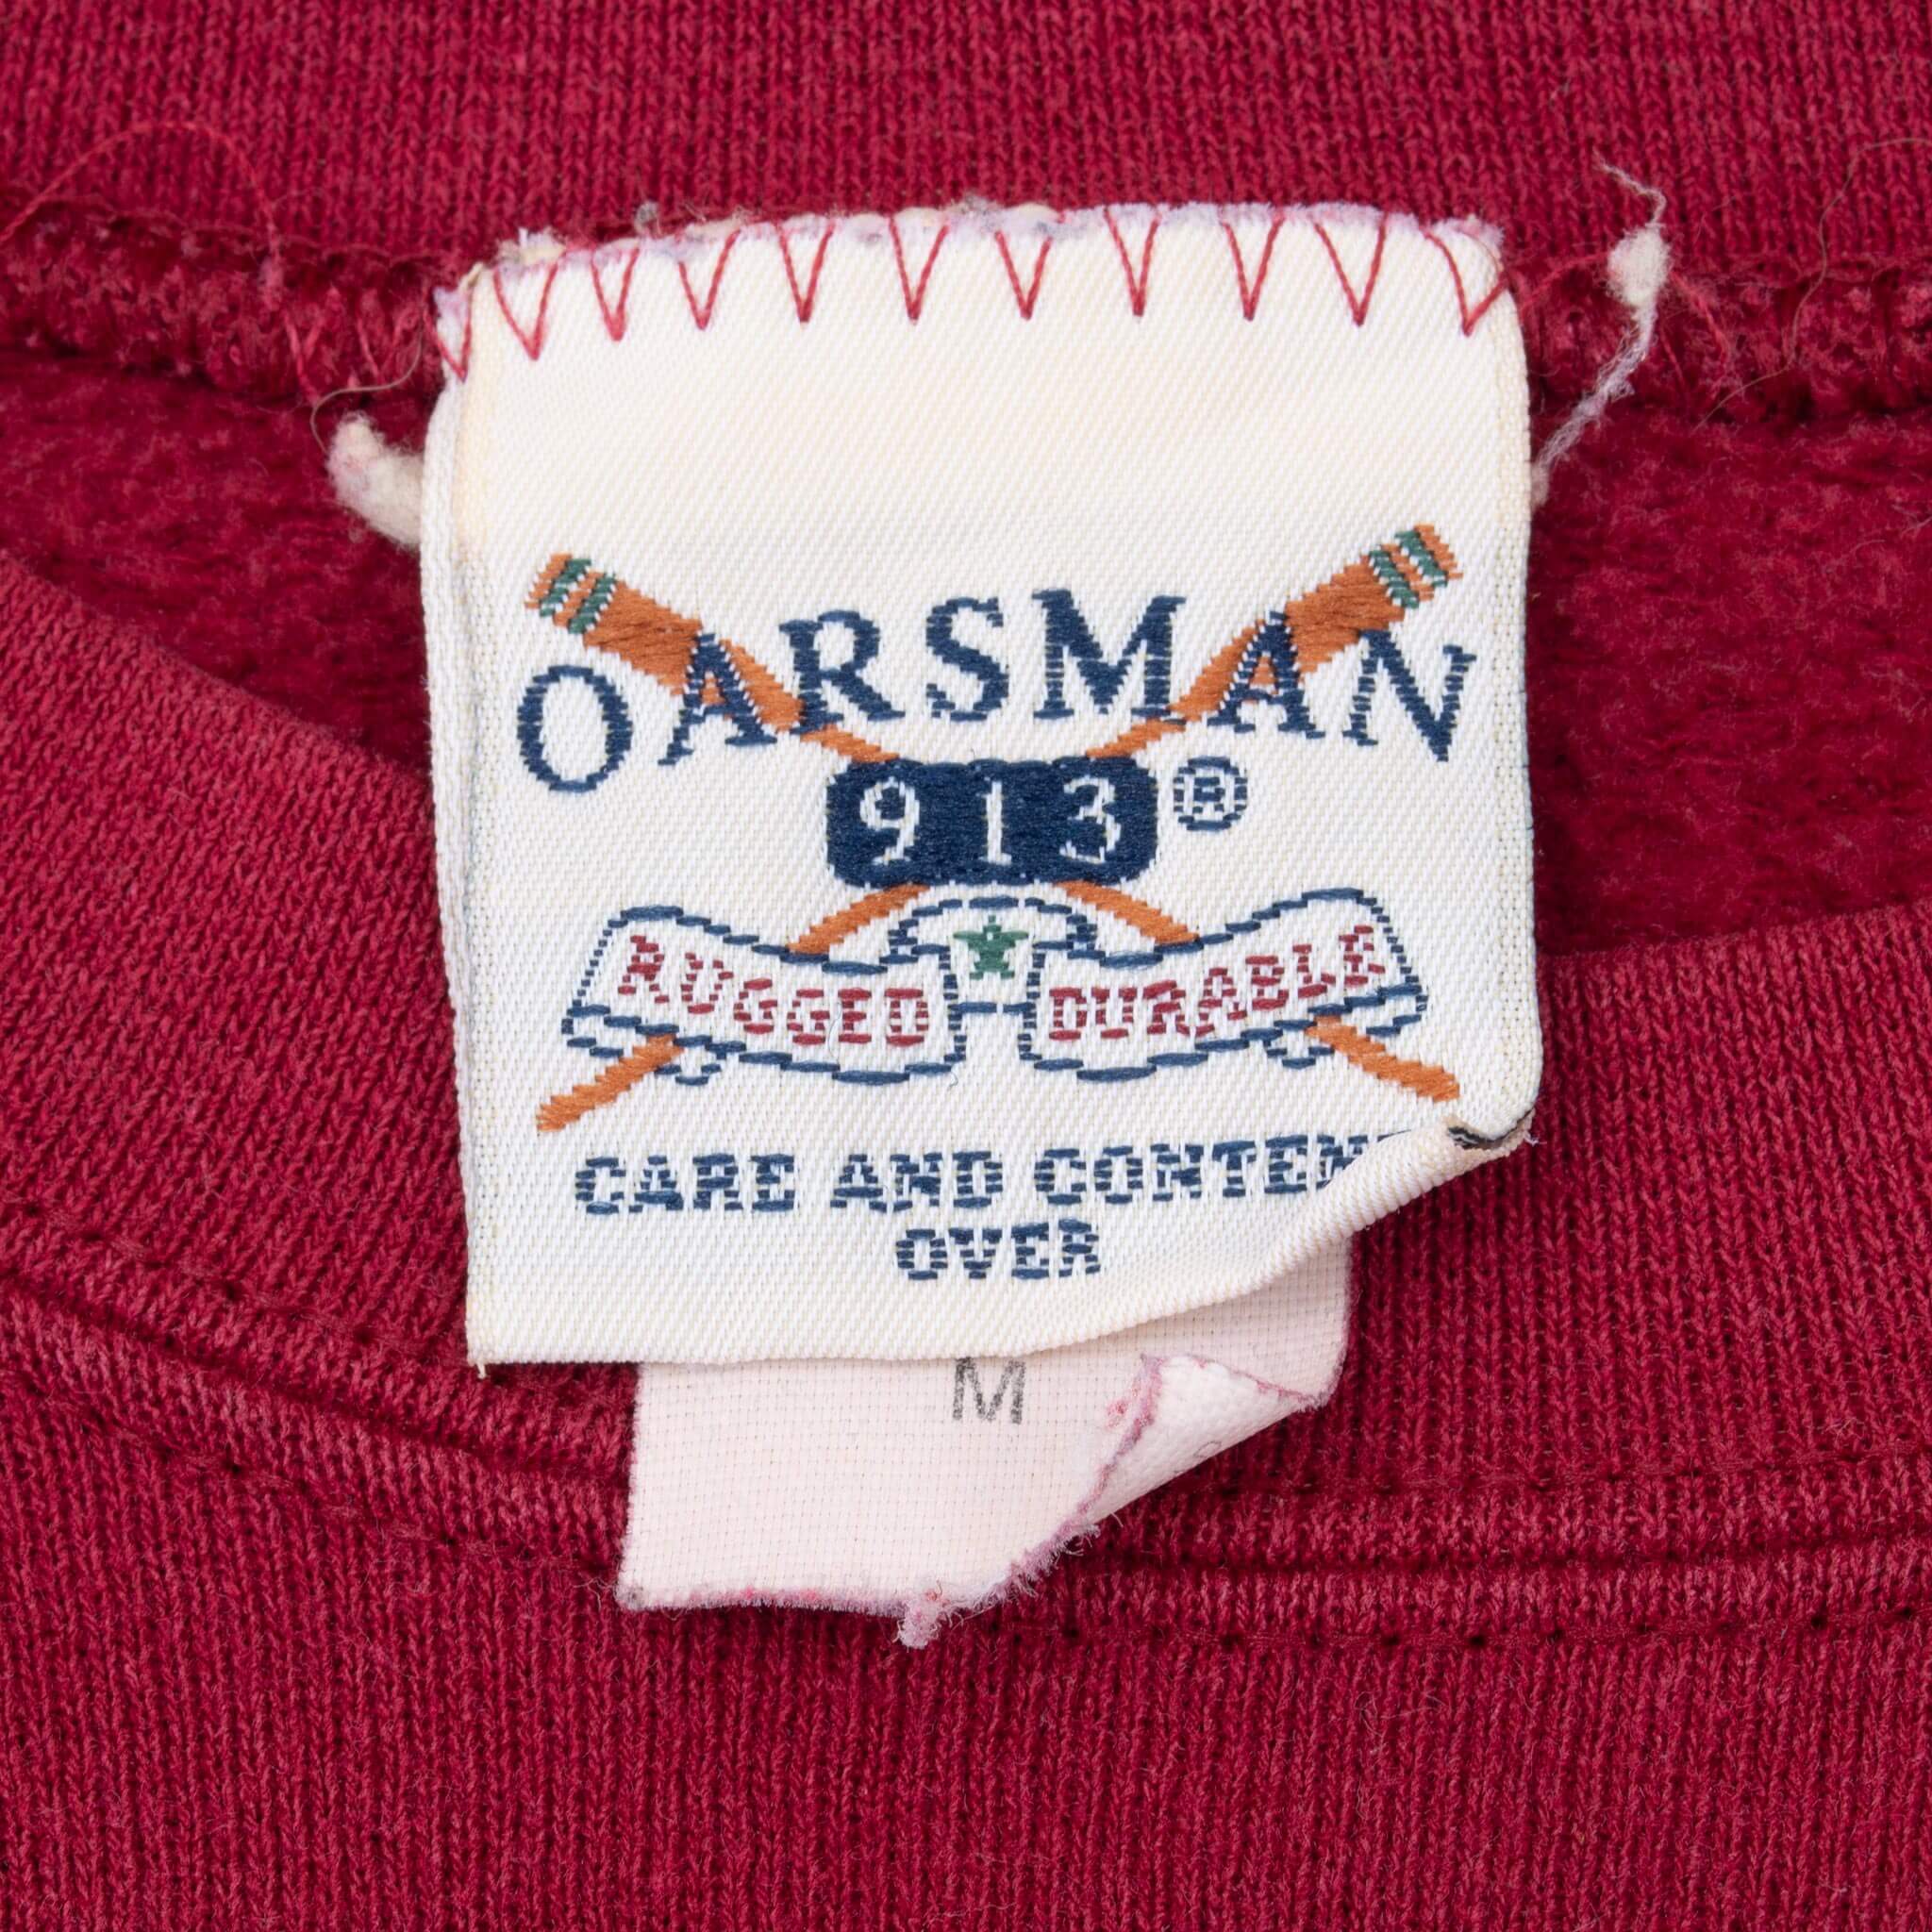 OARSMAN
913®
RUGGED DURABLE
CARE AND CONTENT
OVER
M